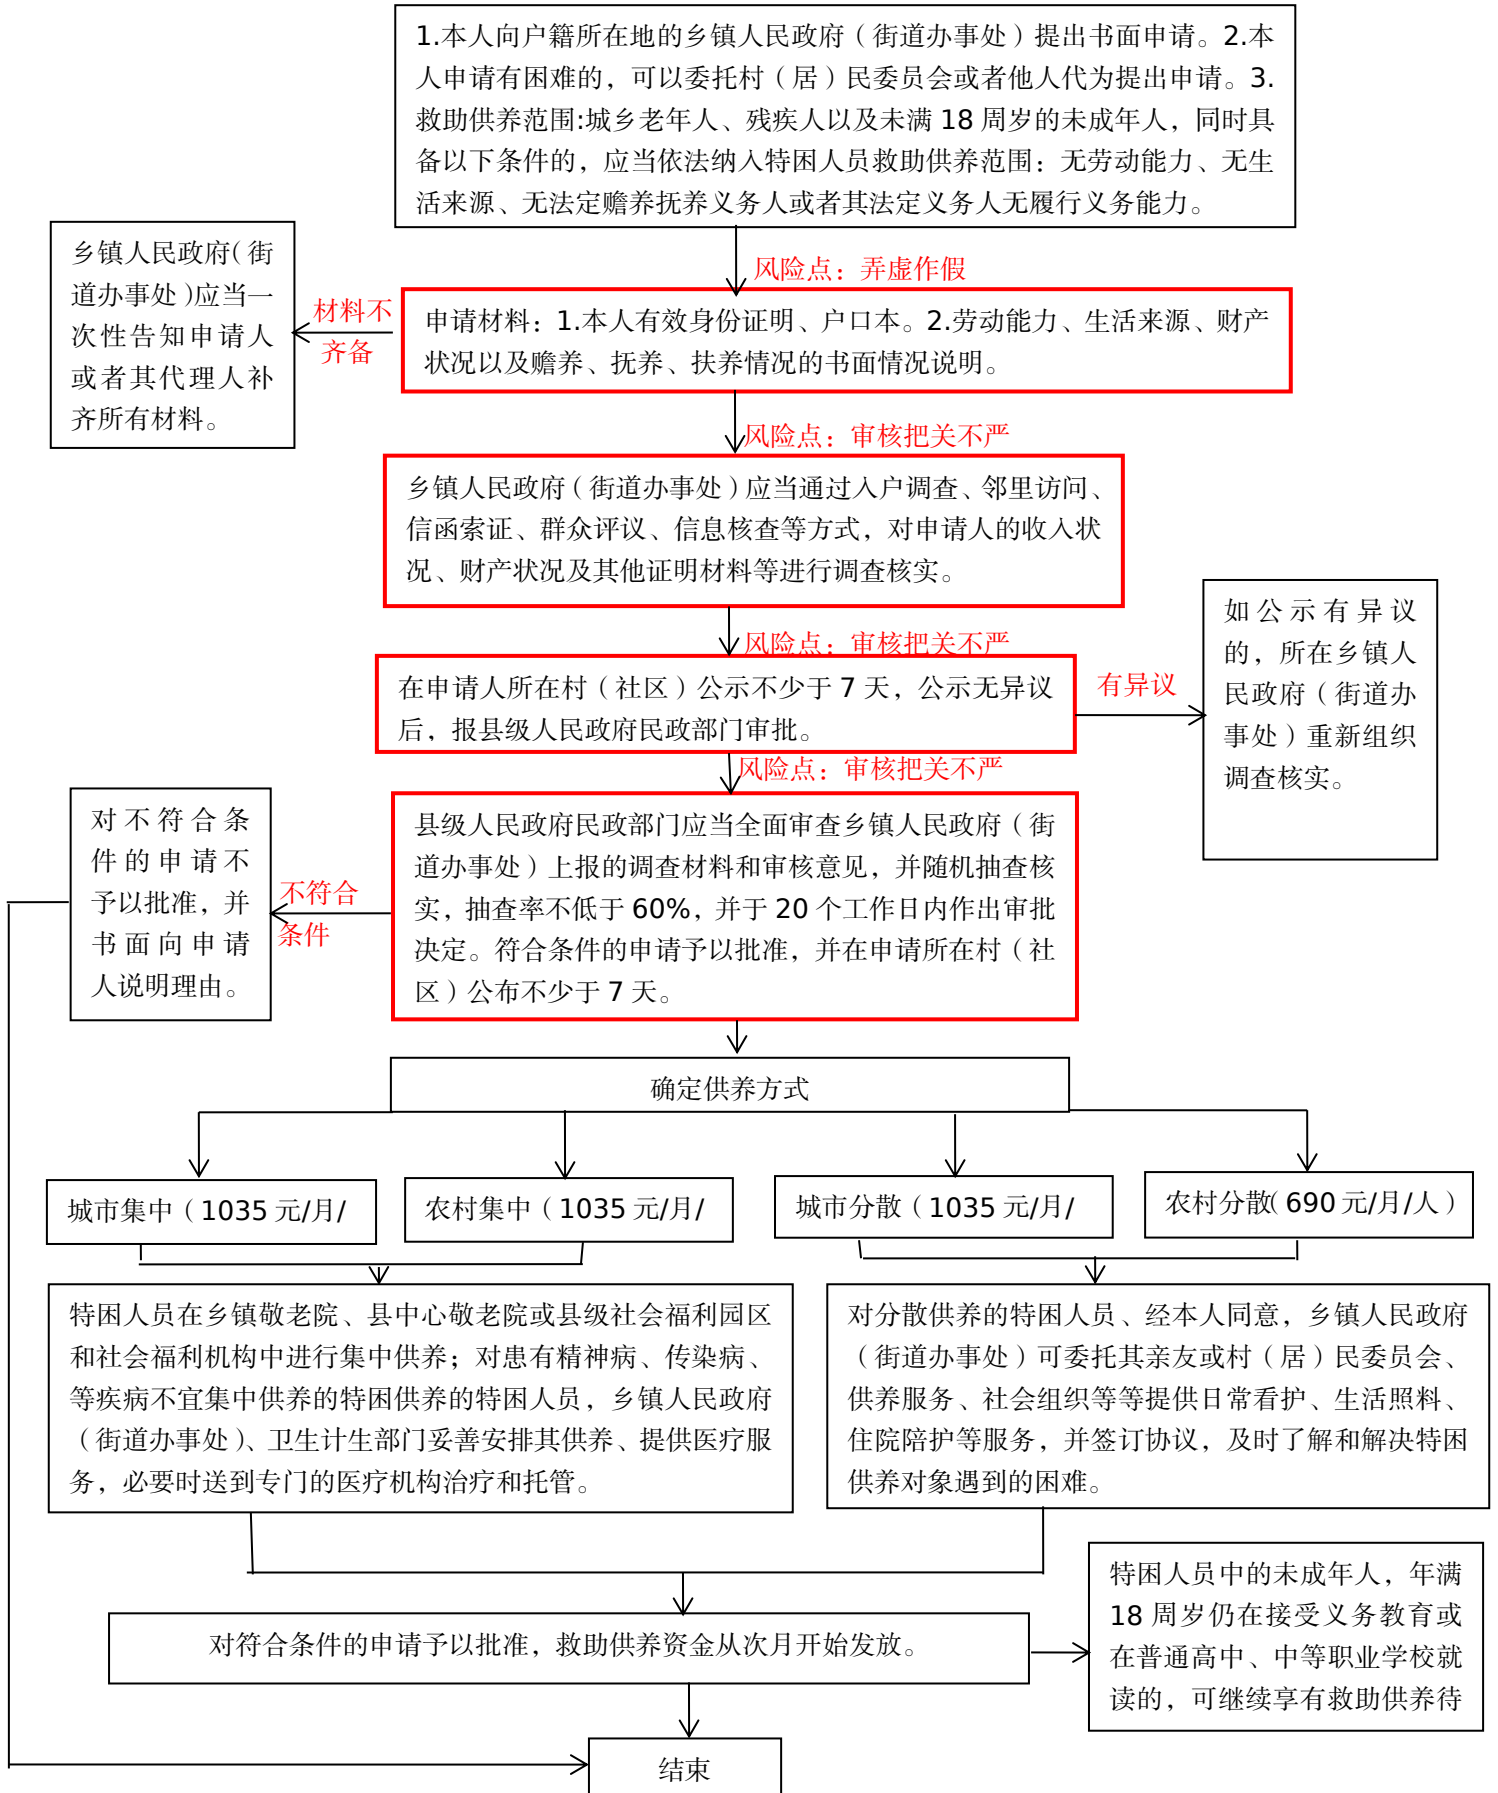 1.本人向户籍所在地的乡镇人民政府（街道办事处）提出书面申请。2.本
人申请有困难的，可以委托村（居）民委员会或者他人代为提出申请。3.
救助供养范围:城乡老年人、残疾人以及未满 18 周岁的未成年人，同时具
备以下条件的，应当依法纳入特困人员救助供养范围：无劳动能力、无生
活来源、无法定赡养抚养义务人或者其法定义务人无履行义务能力。
风险点：弄虚作假
乡镇人民政府（街
道办事处）应当一
次性告知申请人
或者其代理人补
齐所有材料。
材料不
齐备
申请材料：1.本人有效身份证明、户口本。2.劳动能力、生活来源、财产
状况以及赡养、抚养、扶养情况的书面情况说明。
风险点：审核把关不严
乡镇人民政府（街道办事处）应当通过入户调查、邻里访问、
信函索证、群众评议、信息核查等方式，对申请人的收入状
况、财产状况及其他证明材料等进行调查核实。
风险点：审核把关不严
在申请人所在村（社区）公示不少于 7 天，公示无异议
后，报县级人民政府民政部门审批。
有异议
如公示有异议
的，所在乡镇人
民政府（街道办
事处）重新组织
调查核实。
风险点：审核把关不严
对不符合条
件的申请不
予以批准，并
书面向申请
人说明理由。
不符合
条件
县级人民政府民政部门应当全面审查乡镇人民政府（街
道办事处）上报的调查材料和审核意见，并随机抽查核
实，抽查率不低于 60%，并于 20 个工作日内作出审批
决定。符合条件的申请予以批准，并在申请所在村（社
区）公布不少于 7 天。
确定供养方式
城市集中（1035 元/月/
农村集中（1035 元/月/
城市分散（1035 元/月/
农村分散（690 元/月/人）
特困人员在乡镇敬老院、县中心敬老院或县级社会福利园区
和社会福利机构中进行集中供养；对患有精神病、传染病、
等疾病不宜集中供养的特困供养的特困人员，乡镇人民政府
（街道办事处）、卫生计生部门妥善安排其供养、提供医疗服
务，必要时送到专门的医疗机构治疗和托管。
对分散供养的特困人员、经本人同意，乡镇人民政府
（街道办事处）可委托其亲友或村（居）民委员会、
供养服务、社会组织等等提供日常看护、生活照料、
住院陪护等服务，并签订协议，及时了解和解决特困
供养对象遇到的困难。
对符合条件的申请予以批准，救助供养资金从次月开始发放。
特困人员中的未成年人，年满
18 周岁仍在接受义务教育或
在普通高中、中等职业学校就
读的，可继续享有救助供养待
结束